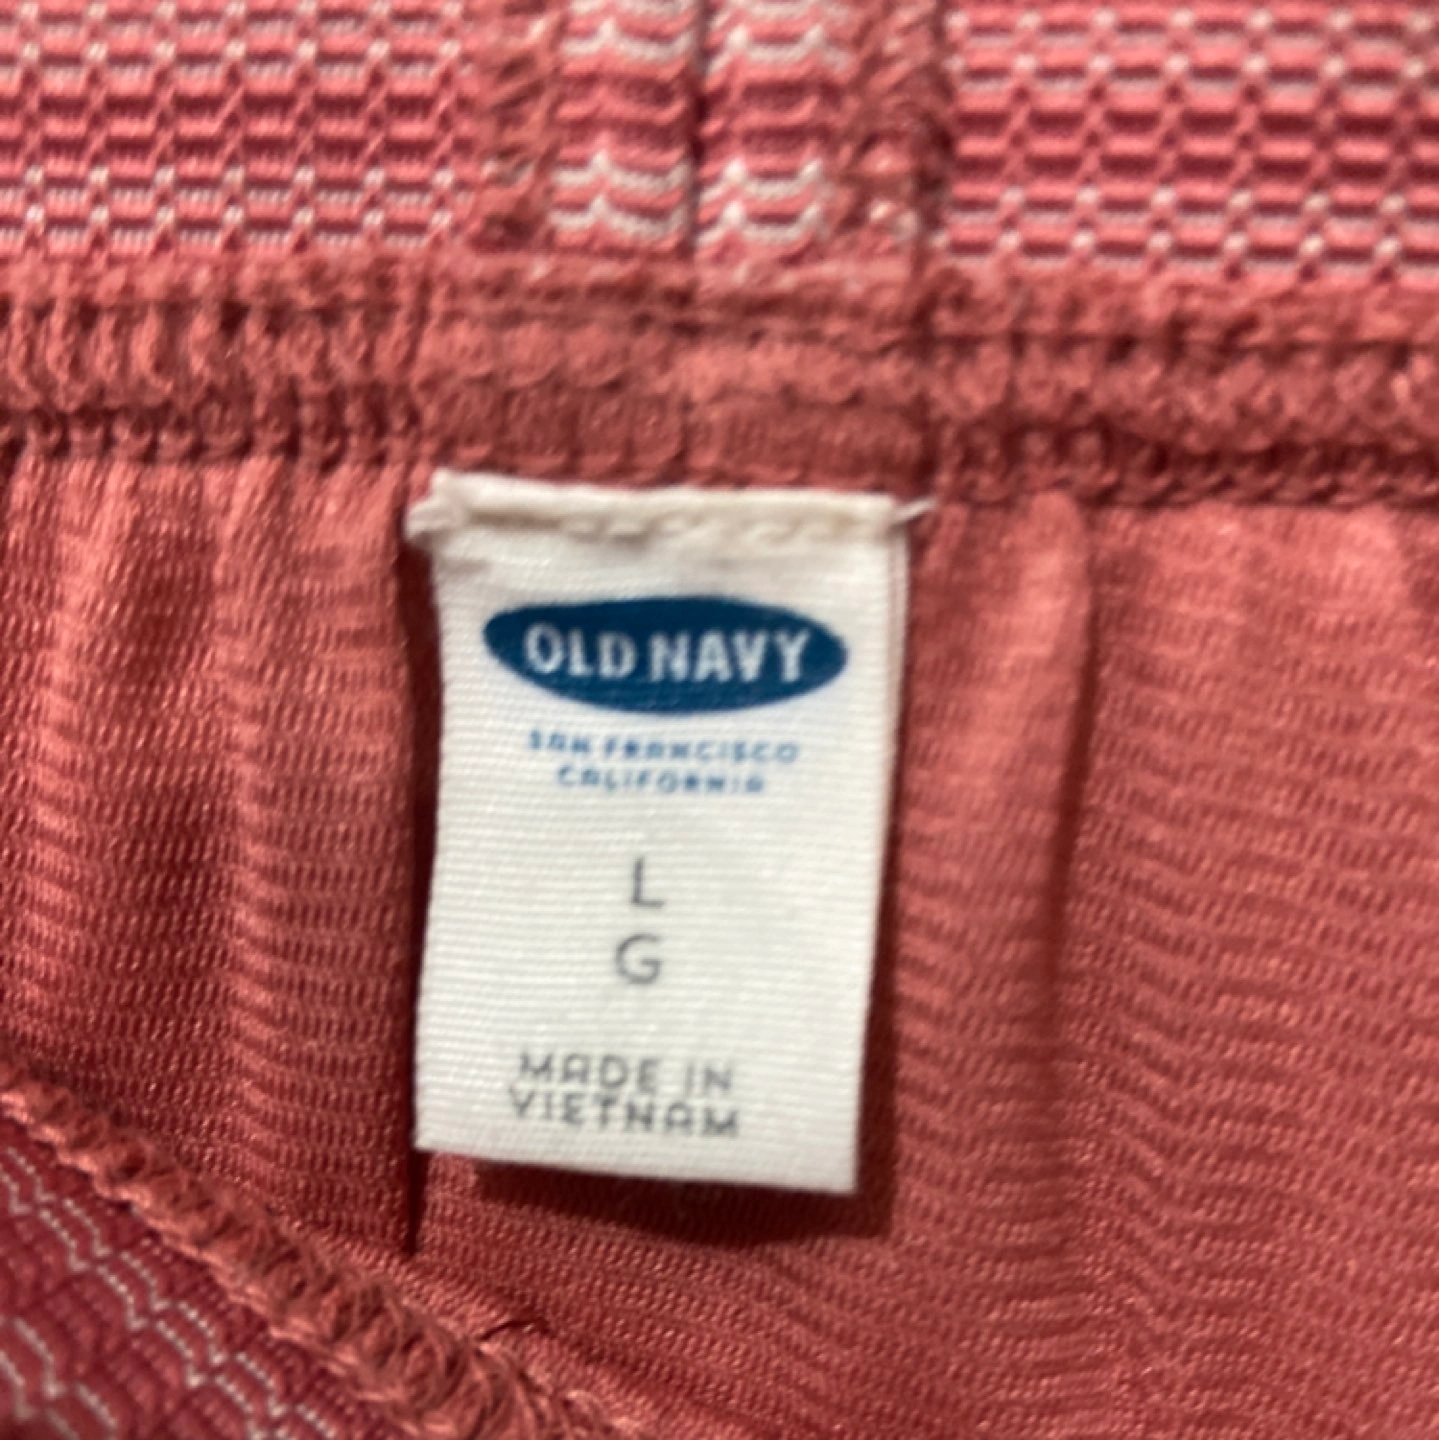 OLD NAVY
SAN FRANCISCO
CALIFORNIA
L
G
MADE IN
VIETNAM